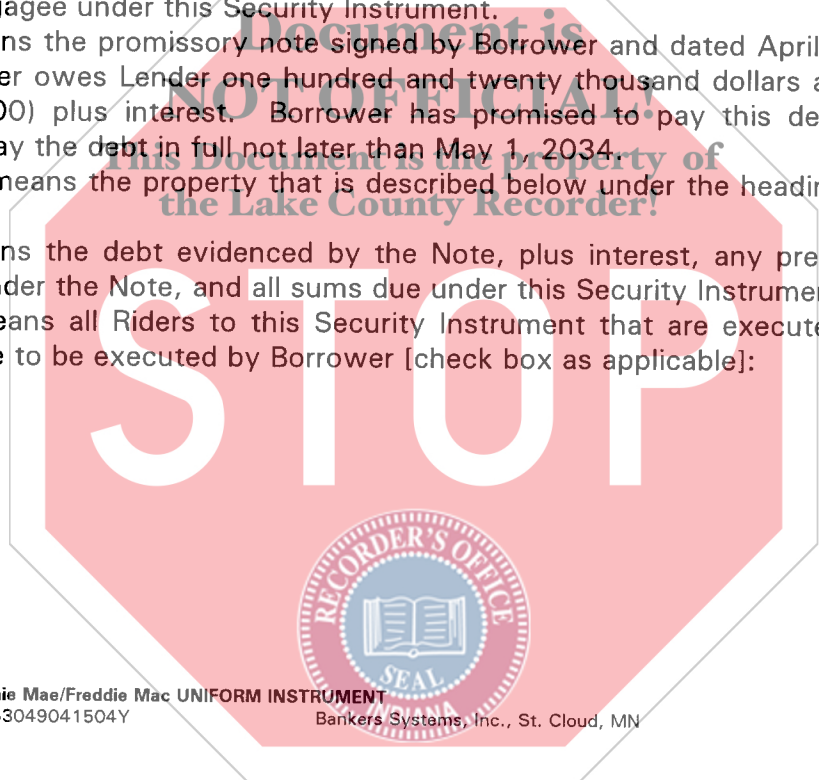 gagee under this Security Instrument.
Document is
ns the promissory note signed by Borrower and dated April
NOT OFFICIAL!
er owes Lender one hundred and twenty thousand dollars a
00) plus interest. Borrower has promised to pay this de
ay the debt in full not later than May 1, 2034.
This Document is the property of
means the property that is described below under the headin
the Lake County Recorder!
ns the debt evidenced by the Note, plus interest, any pre
der the Note, and all sums due under this Security Instrumen
eans all Riders to this Security Instrument that are execute
e to be executed by Borrower [check box as applicable]:
STOP
RECORDER'S OFFICE
SEAL
INDIANA
ie Mae/Freddie Mac UNIFORM INSTRUMENT
3049041504Y
Bankers Systems, Inc., St. Cloud, MN